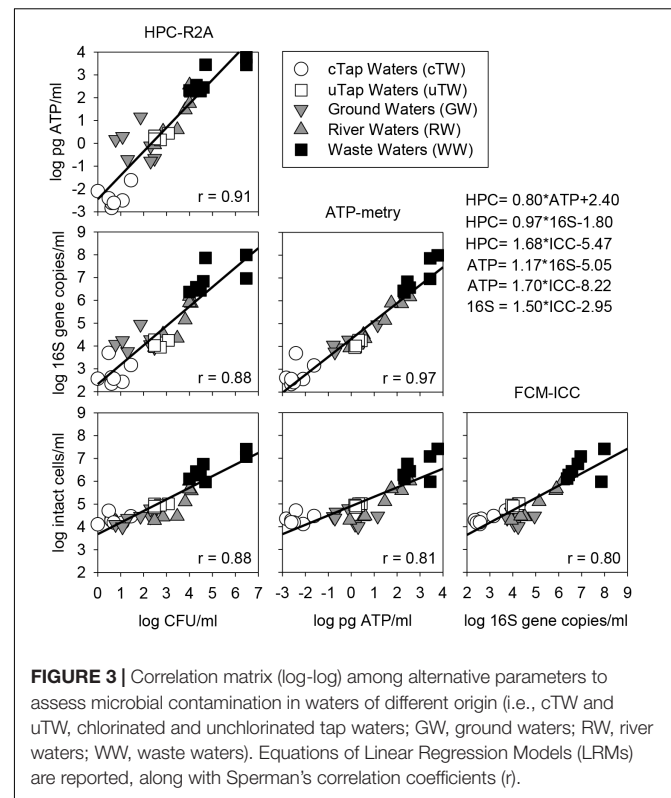 HPC-R2A
4
3
2
1
0
-1
-2
-3
log pg ATP/ml
r = 0.91
cTap Waters (cTW)
uTap Waters (uTW)
Ground Waters (GW)
River Waters (RW)
Waste Waters (WW)
HPC= 0.80*ATP+2.40
HPC= 0.97*16S-1.80
HPC= 1.68*ICC-5.47
ATP= 1.17*16S-5.05
ATP= 1.70*ICC-8.22
16S = 1.50*ICC-2.95
ATP-metry
9
8
7
6
5
4
3
2
log 16S gene copies/ml
r = 0.88
r = 0.97
FCM-ICC
9
8
7
6
5
4
3
2
log intact cells/ml
r = 0.88
r = 0.81
r = 0.80
0 1 2 3 4 5 6 7
-3 -2 -1 0 1 2 3 4
2 3 4 5 6 7 8 9
log CFU/ml
log pg ATP/ml
log 16S gene copies/ml
FIGURE 3 | Correlation matrix (log-log) among alternative parameters to
assess microbial contamination in waters of different origin (i.e., cTW and
uTW, chlorinated and unchlorinated tap waters; GW, ground waters; RW, river
waters; WW, waste waters). Equations of Linear Regression Models (LRMs)
are reported, along with Sperman's correlation coefficients (r).